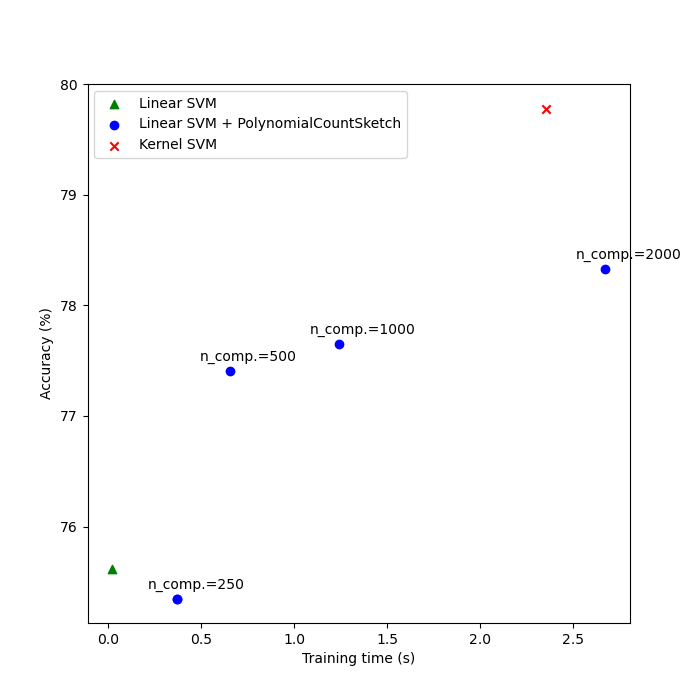 80
79
78
77
76
Accuracy (%)
Linear SVM
Linear SVM + PolynomialCountSketch
Kernel SVM
n_comp.=2000
n_comp.=1000
n_comp.=500
n_comp.=250
0.0 0.5 1.0 1.5 2.0 2.5
Training time (s)